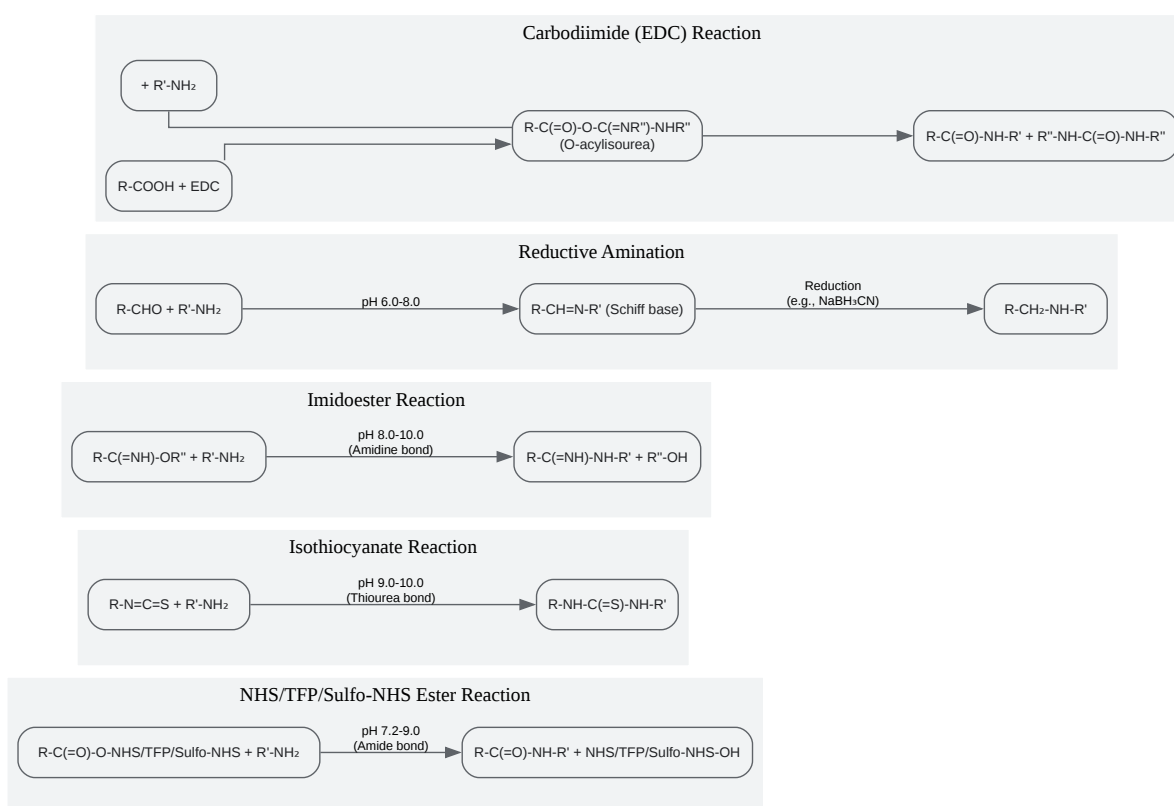 Carbodiimide (EDC) Reaction
+ R'-NH₂
R-COOH + EDC
R-C(=O)-O-C(=NR")-NHR"
(O-acylisourea)
R-C(=O)-NH-R' + R"-NH-C(=O)-NH-R"
Reductive Amination
R-CHO + R'-NH₂
pH 6.0-8.0
R-CH=N-R' (Schiff base)
Reduction
(e.g., NaBH₃CN)
R-CH₂-NH-R'
Imidoester Reaction
R-C(=NH)-OR" + R'-NH₂
pH 8.0-10.0
(Amidine bond)
R-C(=NH)-NH-R' + R"-OH
Isothiocyanate Reaction
R-N=C=S + R'-NH₂
pH 9.0-10.0
(Thiourea bond)
R-NH-C(=S)-NH-R'
NHS/TFP/Sulfo-NHS Ester Reaction
R-C(=O)-O-NHS/TFP/Sulfo-NHS + R'-NH₂
pH 7.2-9.0
(Amide bond)
R-C(=O)-NH-R' + NHS/TFP/Sulfo-NHS-OH